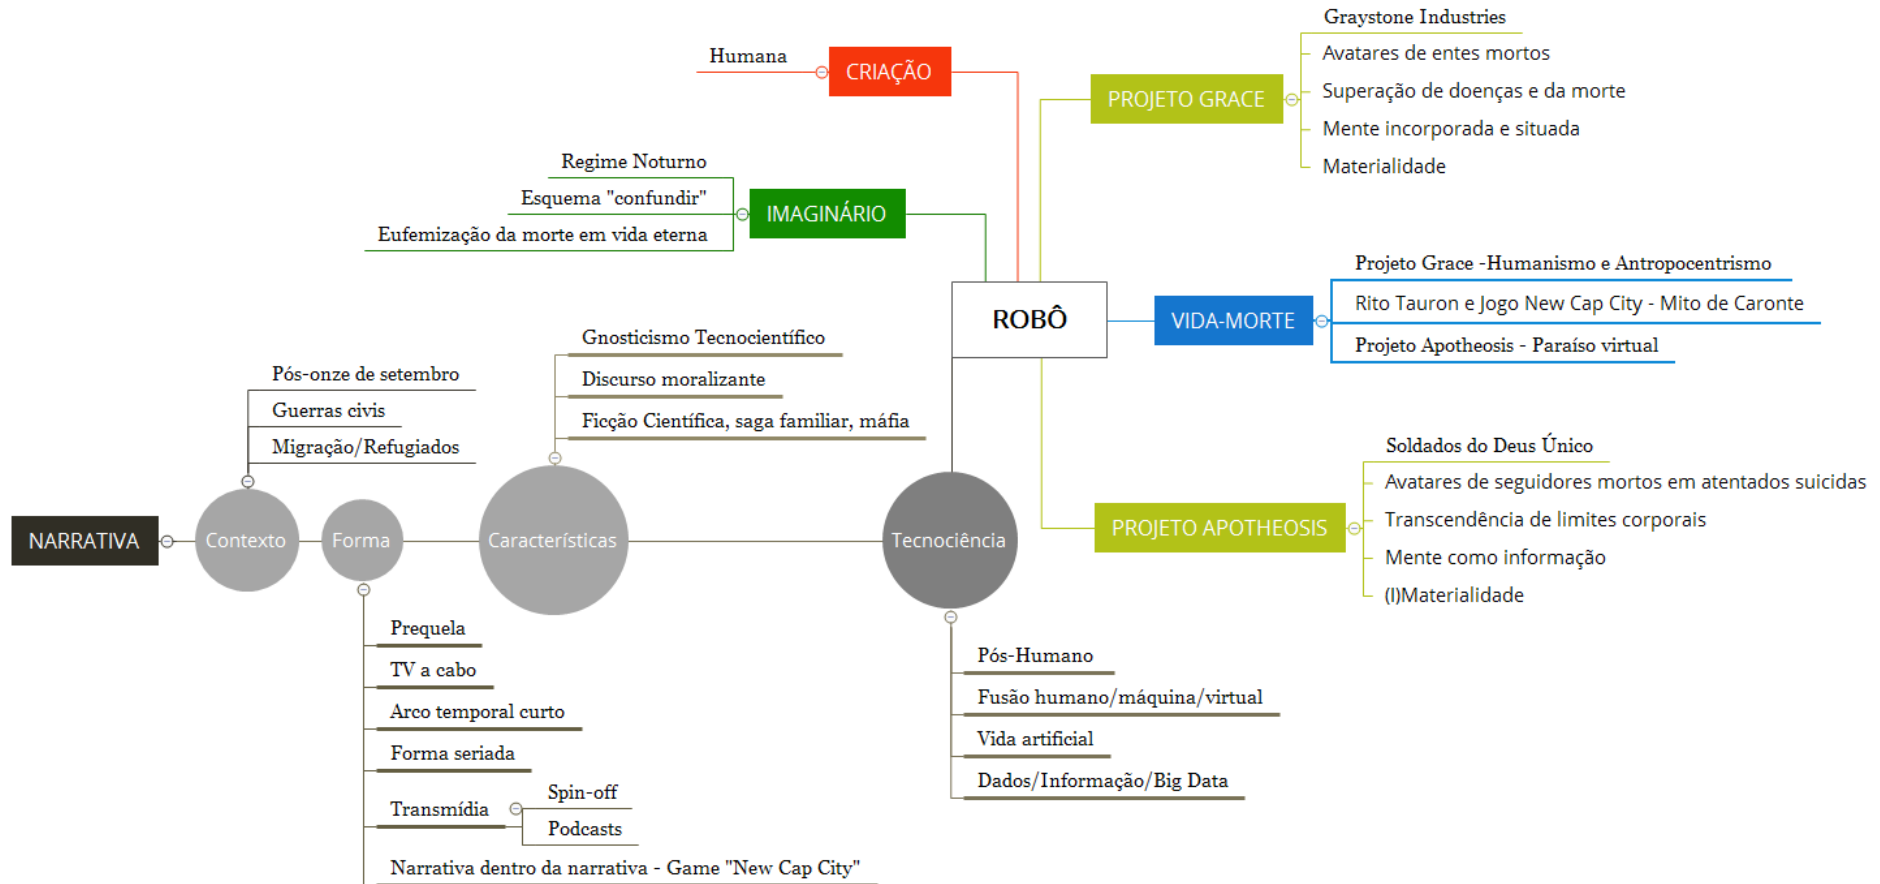 Graystone Industries
Avatares de entes mortos
Superação de doenças e da morte
Mente incorporada e situada
Materialidade
PROJETO GRACE
Humana
CRIAÇÃO
Regime Noturno
Esquema "confundir"
Eufemização da morte em vida eterna
IMAGINÁRIO
ROBÔ
VIDA-MORTE
Projeto Grace -Humanismo e Antropocentrismo
Rito Tauron e Jogo New Cap City - Mito de Caronte
Projeto Apotheosis - Paraíso virtual
Gnosticismo Tecnocientífico
Discurso moralizante
Ficção Científica, saga familiar, máfia
Pós-onze de setembro
Guerras civis
Migração/Refugiados
PROJETO APOTHEOSIS
Soldados do Deus Único
Avatares de seguidores mortos em atentados suicidas
Transcendência de limites corporais
Mente como informação
(I)Materialidade
NARRATIVA
Contexto
Forma
Características
Tecnociência
Prequela
TV a cabo
Arco temporal curto
Forma seriada
Transmídia
Spin-off
Podcasts
Narrativa dentro da narrativa - Game "New Cap City"
Pós-Humano
Fusão humano/máquina/virtual
Vida artificial
Dados/Informação/Big Data